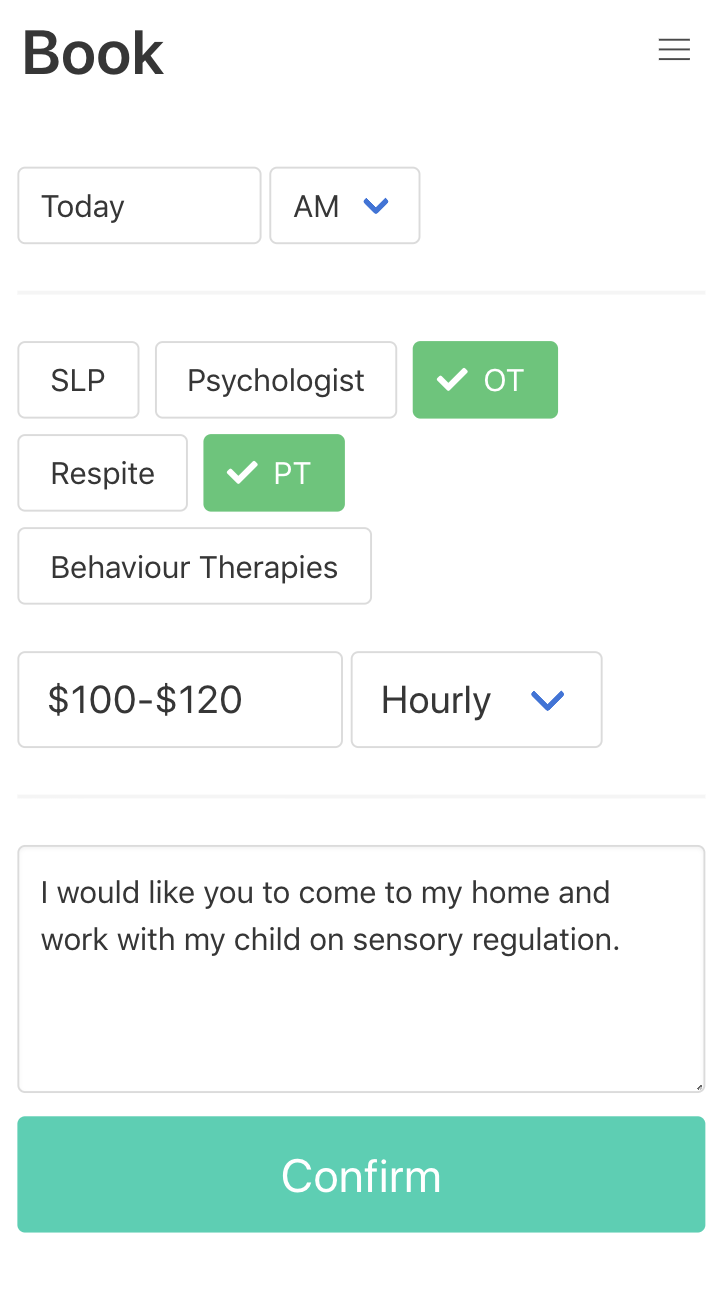 Book
Today AM
SLP Psychologist OT
Respite PT
Behaviour Therapies
$100-$120 Hourly
I would like you to come to my home and
work with my child on sensory regulation.
Confirm